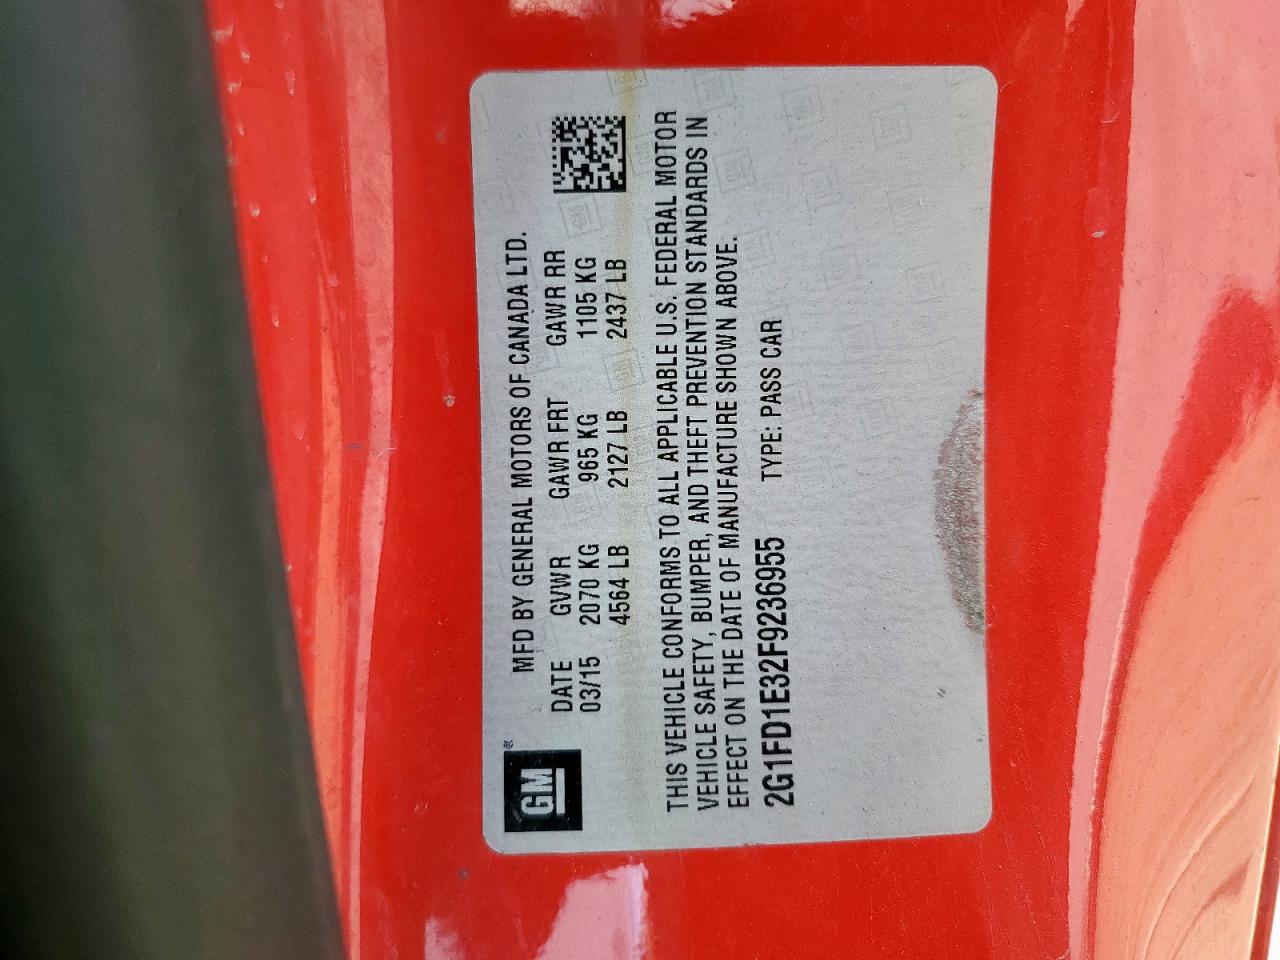 GM®
MFD BY GENERAL MOTORS OF CANADA LTD.
DATE GVWR GAWR FRT GAWR RR
03/15 2070 KG 965 KG 1105 KG
4564 LB 2127 LB 2437 LB
THIS VEHICLE CONFORMS TO ALL APPLICABLE U.S. FEDERAL MOTOR
VEHICLE SAFETY, BUMPER, AND THEFT PREVENTION STANDARDS IN
EFFECT ON THE DATE OF MANUFACTURE SHOWN ABOVE.
2G1FD1E32F9236955 TYPE: PASS CAR